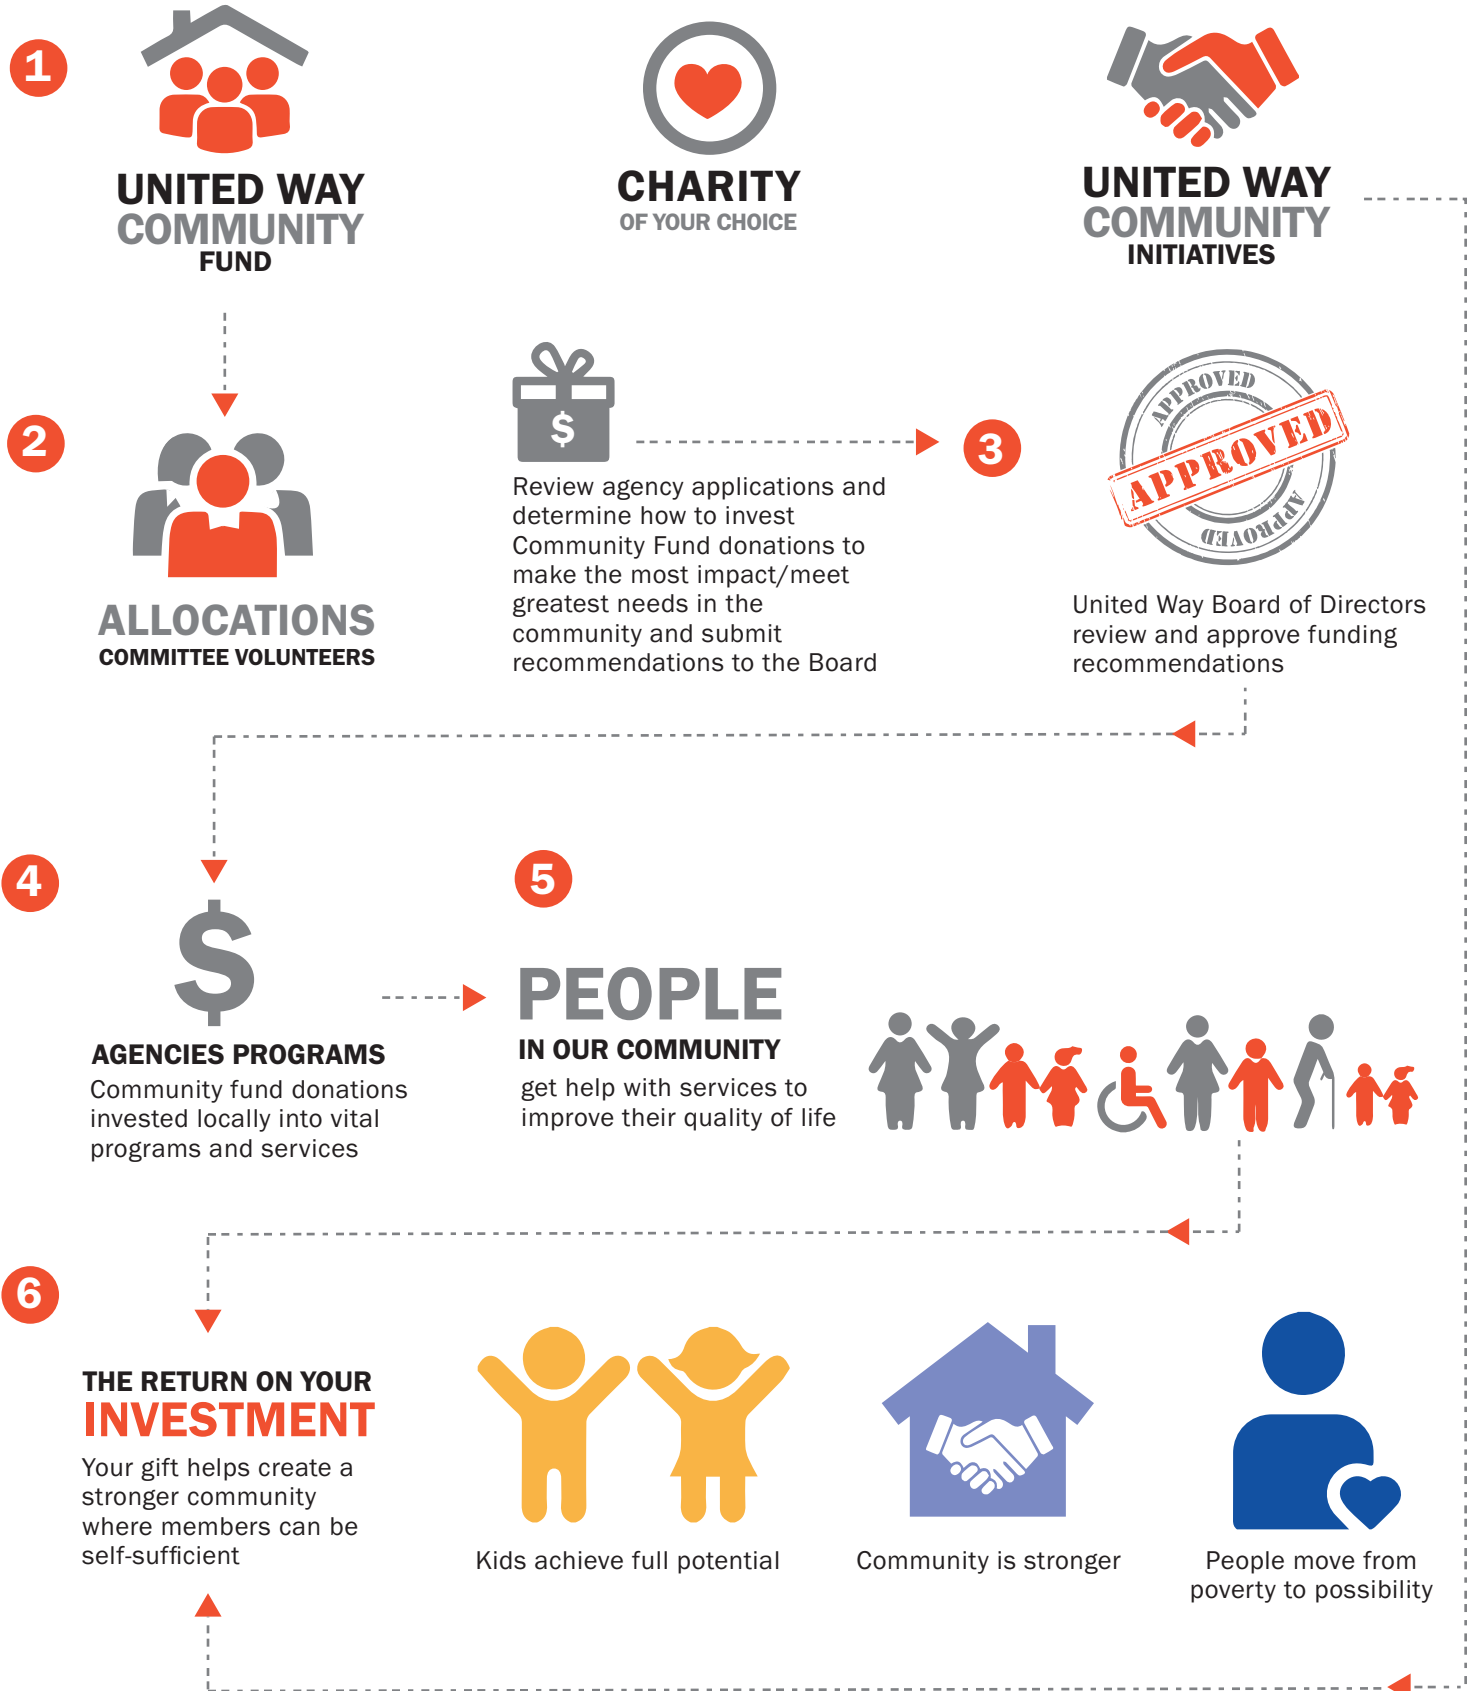 1
UNITED WAY
COMMUNITY
FUND
CHARITY
OF YOUR CHOICE
UNITED WAY
COMMUNITY
INITIATIVES
2
ALLOCATIONS
COMMITTEE VOLUNTEERS
$
Review agency applications and
determine how to invest
Community Fund donations to
make the most impact/meet
greatest needs in the
community and submit
recommendations to the Board
3
APPROVED
APPROVED
APPROVED
United Way Board of Directors
review and approve funding
recommendations
4
$
AGENCIES PROGRAMS
Community fund donations
invested locally into vital
programs and services
5
PEOPLE
IN OUR COMMUNITY
get help with services to
improve their quality of life
6
THE RETURN ON YOUR
INVESTMENT
Your gift helps create a
stronger community
where members can be
self-sufficient
Kids achieve full potential
Community is stronger
People move from
poverty to possibility